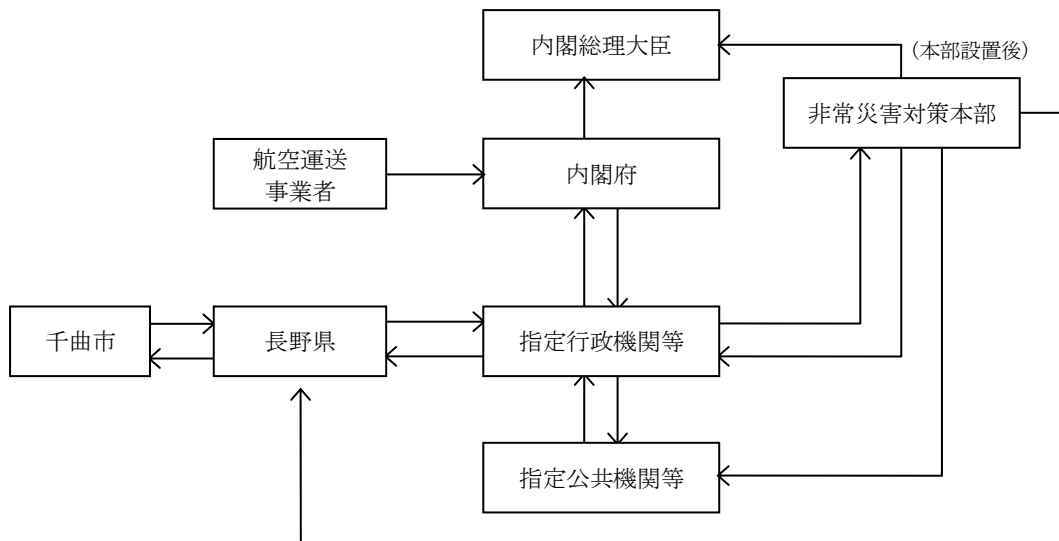 内閣総理大臣
(本部設置後)
非常災害対策本部
航空運送
事業者
内閣府
千曲市
長野県
指定行政機関等
指定公共機関等